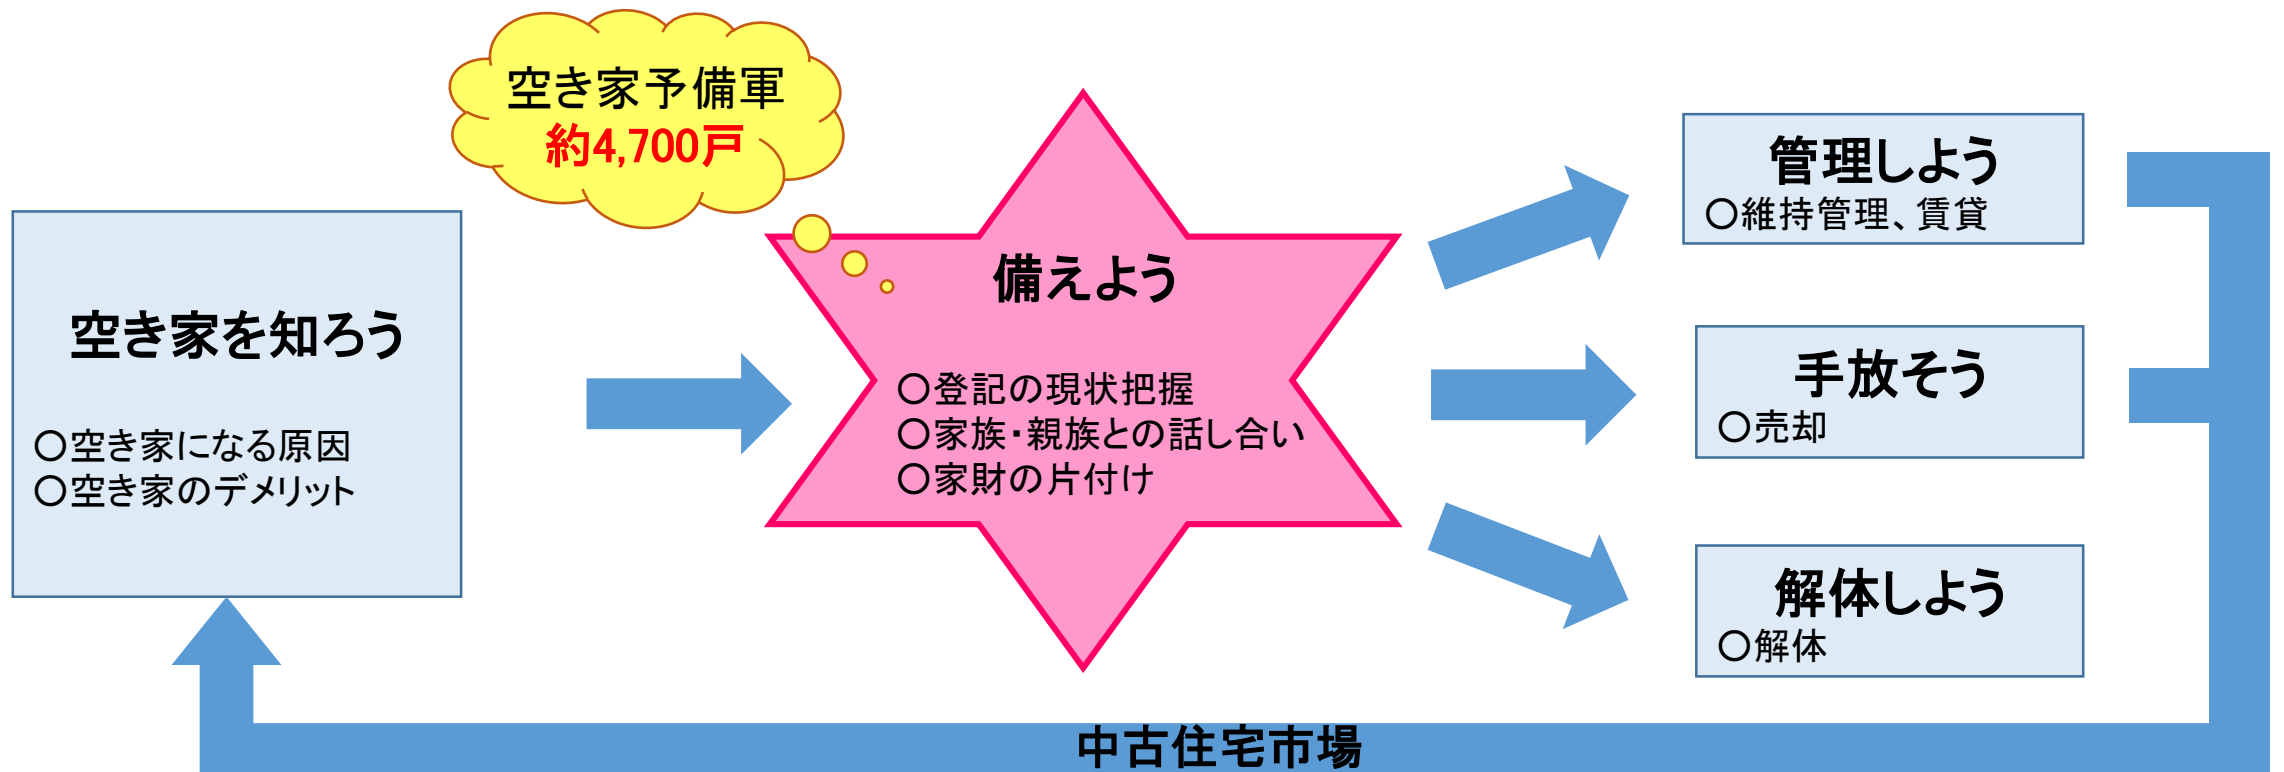 空き家予備軍
約4,700戸
空き家を知ろう
○空き家になる原因
○空き家のデメリット
備えよう
○登記の現状把握
○家族・親族との話し合い
○家財の片付け
管理しよう
○維持管理、賃貸
手放そう
○売却
解体しよう
○解体
中古住宅市場